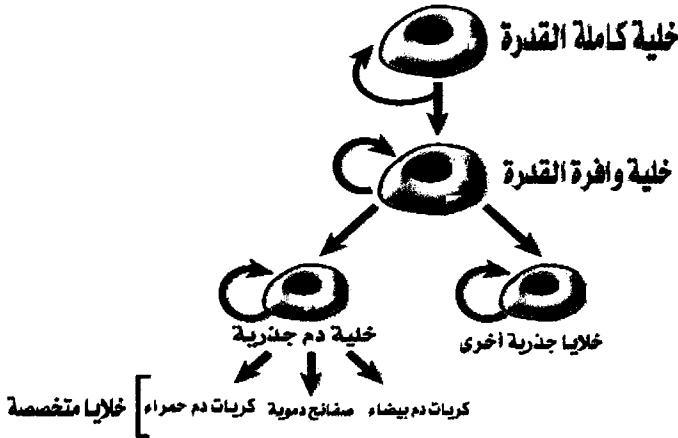 خلية كاملة القدرة
خلية وافرة القدرة
خلية دم جذرية
خلايا جذرية أخرى
خلايا متخصصة
كريات دم حمراء
صفائح دموية
كريات دم بيضاء